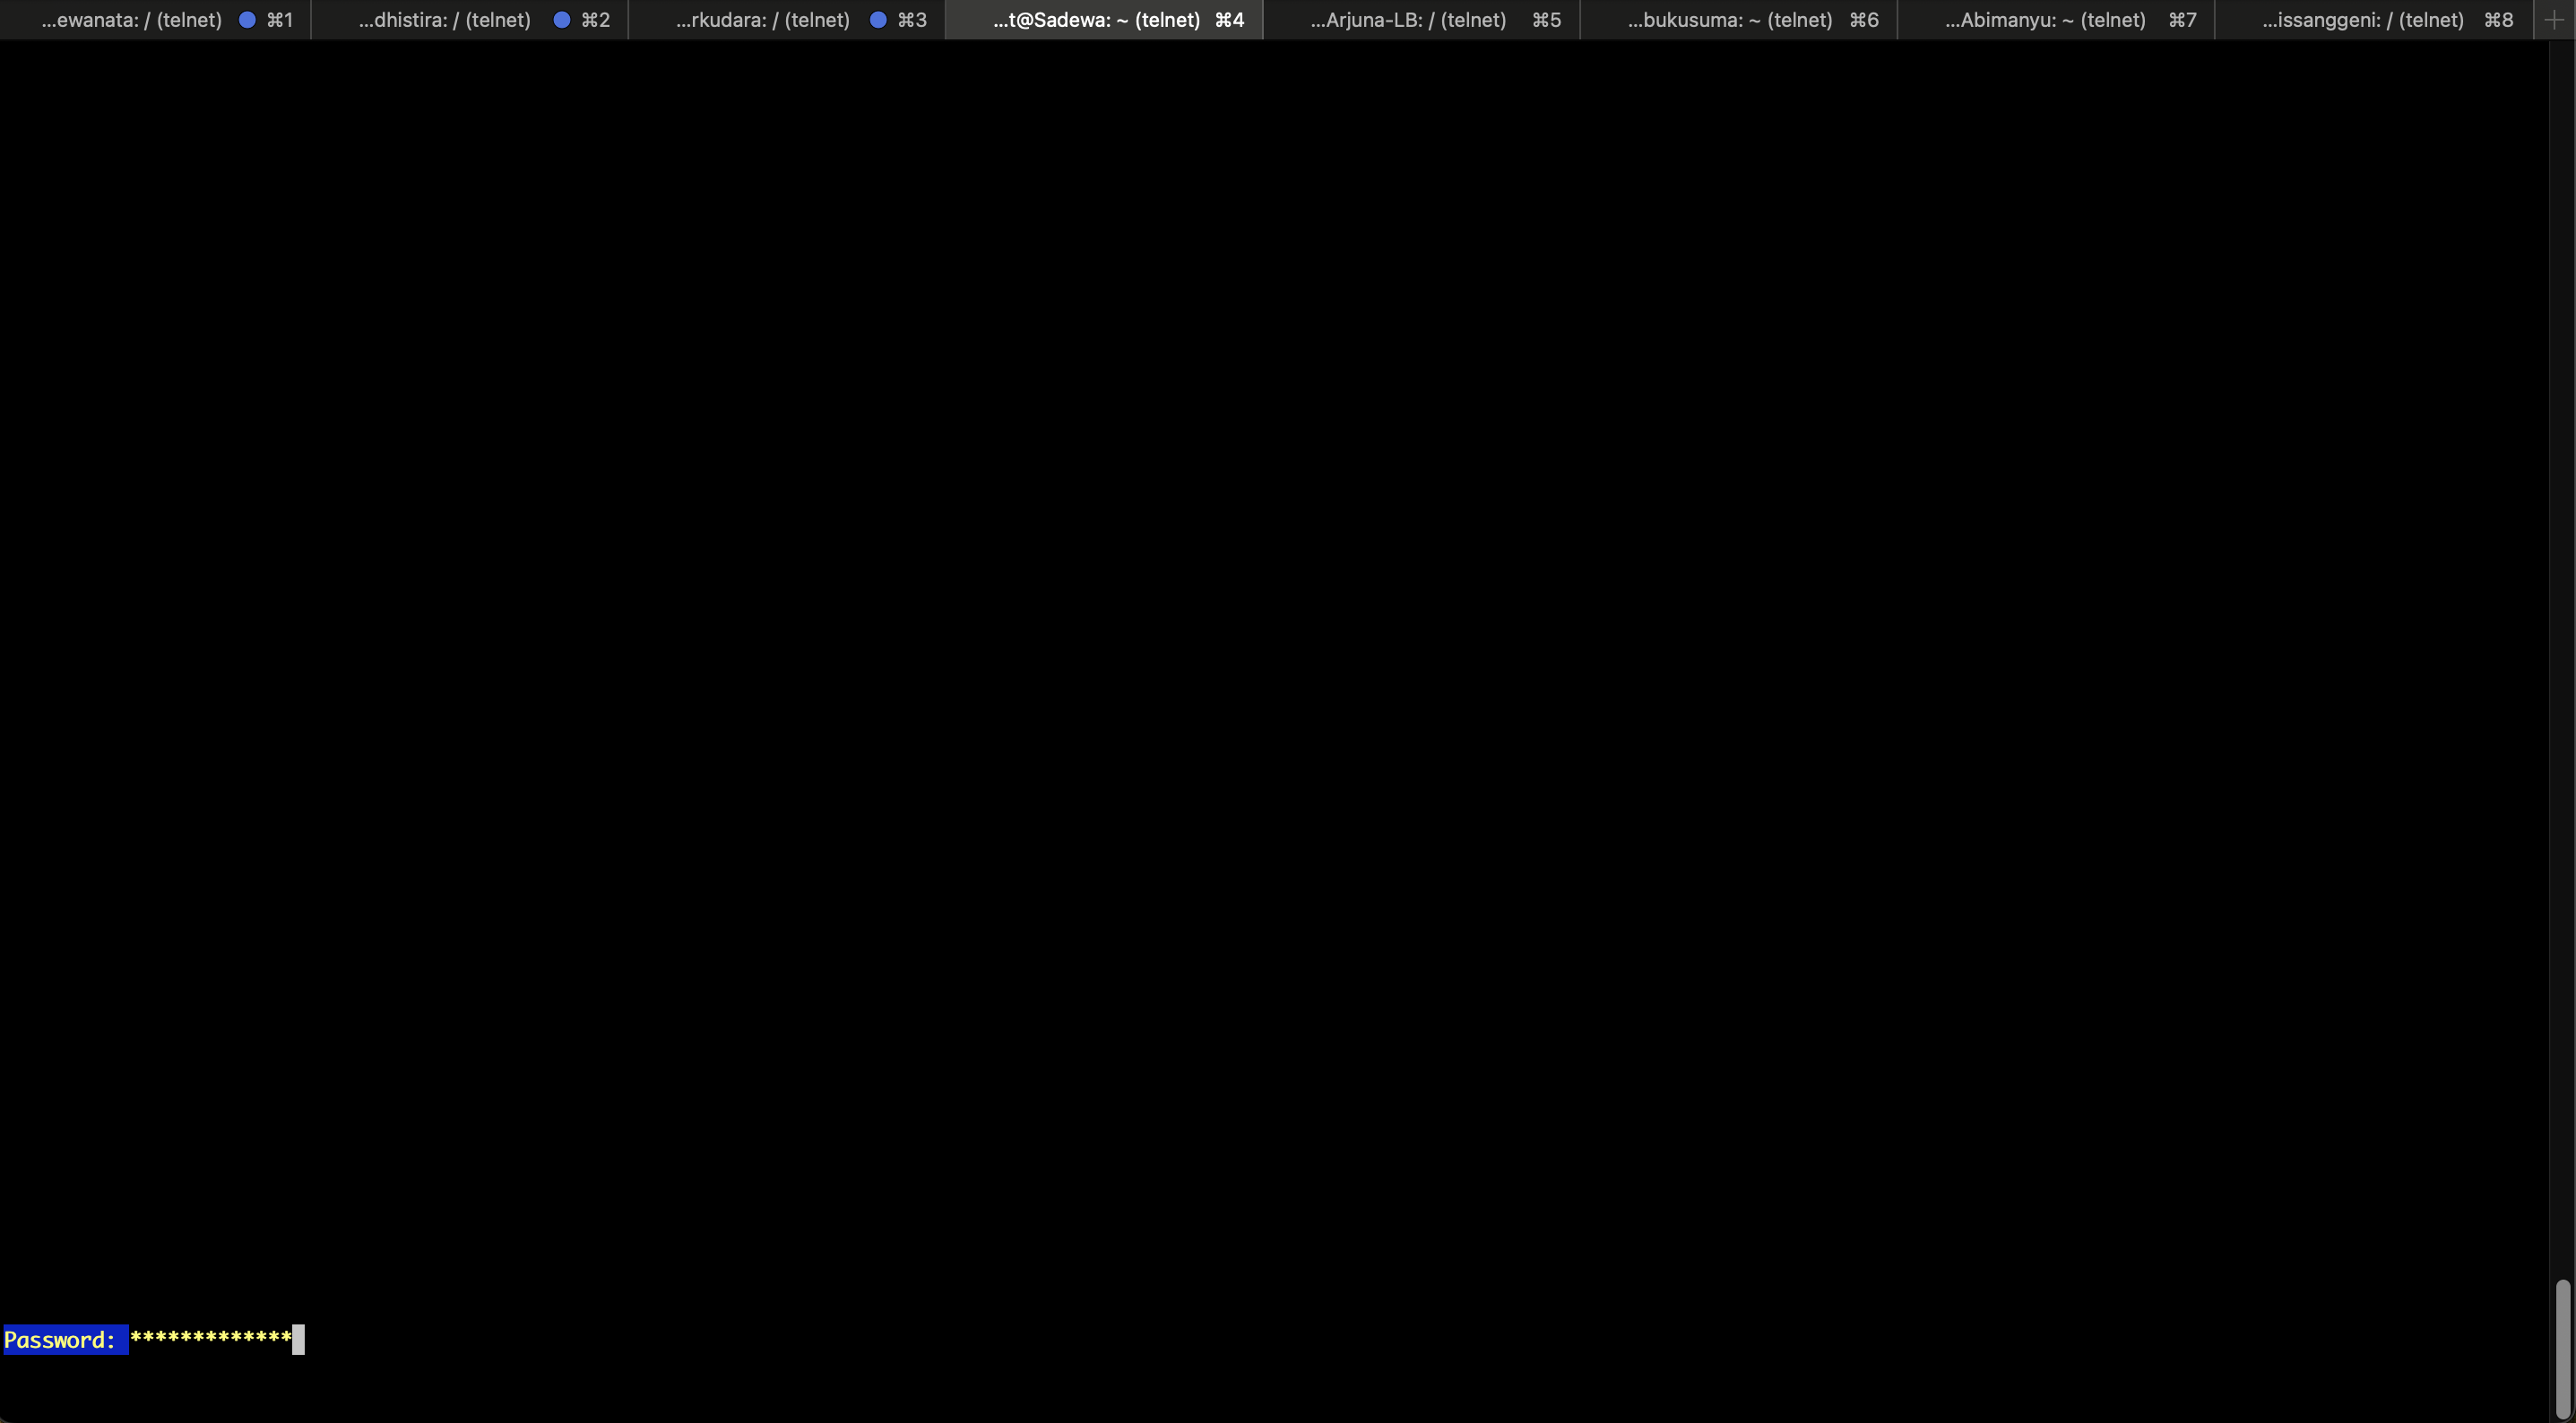 ...ewanata: / (telnet) ⌘1 ...dhistira: / (telnet) ⌘2 ...rkudara: / (telnet) ⌘3 ...t@Sadewa: ~ (telnet) ⌘4 ...Arjuna-LB: / (telnet) ⌘5 ...bukusuma: ~ (telnet) ⌘6 ...Abimanyu: ~ (telnet) ⌘7 ...issanggeni: / (telnet) ⌘8
Password: *************